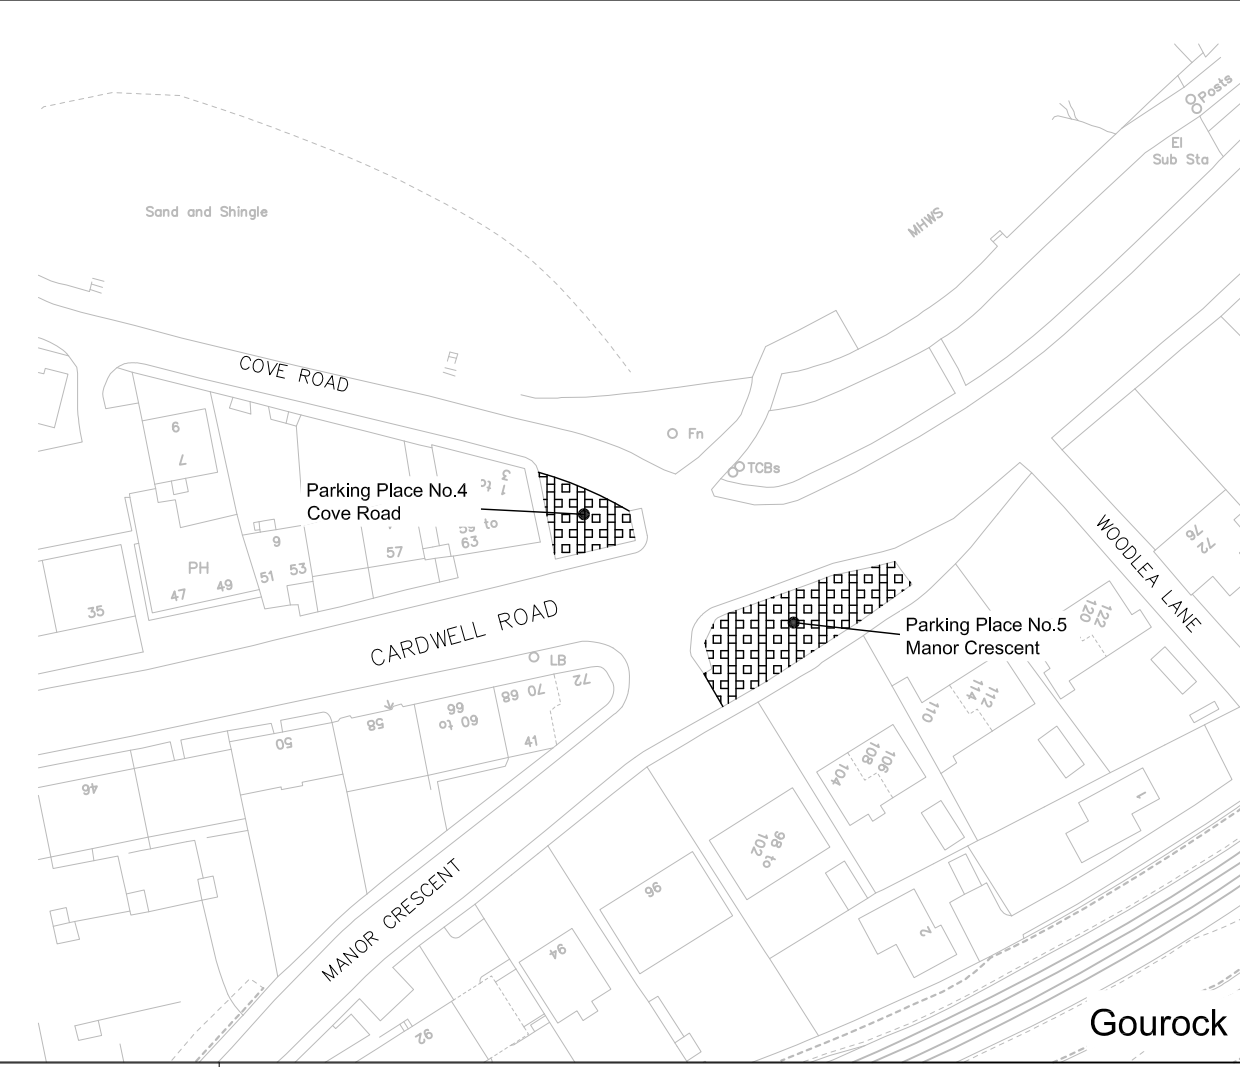 Posts
El
Sub Sta
Sand and Shingle
MHWS
COVE ROAD
6
7
Fn
TCBs
Parking Place No.4
Cove Road
1 to 3
59 to
63
57
9
53
51
49
47
PH
35
WOODLEA LANE
72
76
CARDWELL ROAD
Parking Place No.5
Manor Crescent
120
122
LB
72
70
68
66
60 to
58
50
41
46
110
114
112
108
106
104
98 to
102
1
MANOR CRESCENT
96
94
92
2
Gourock